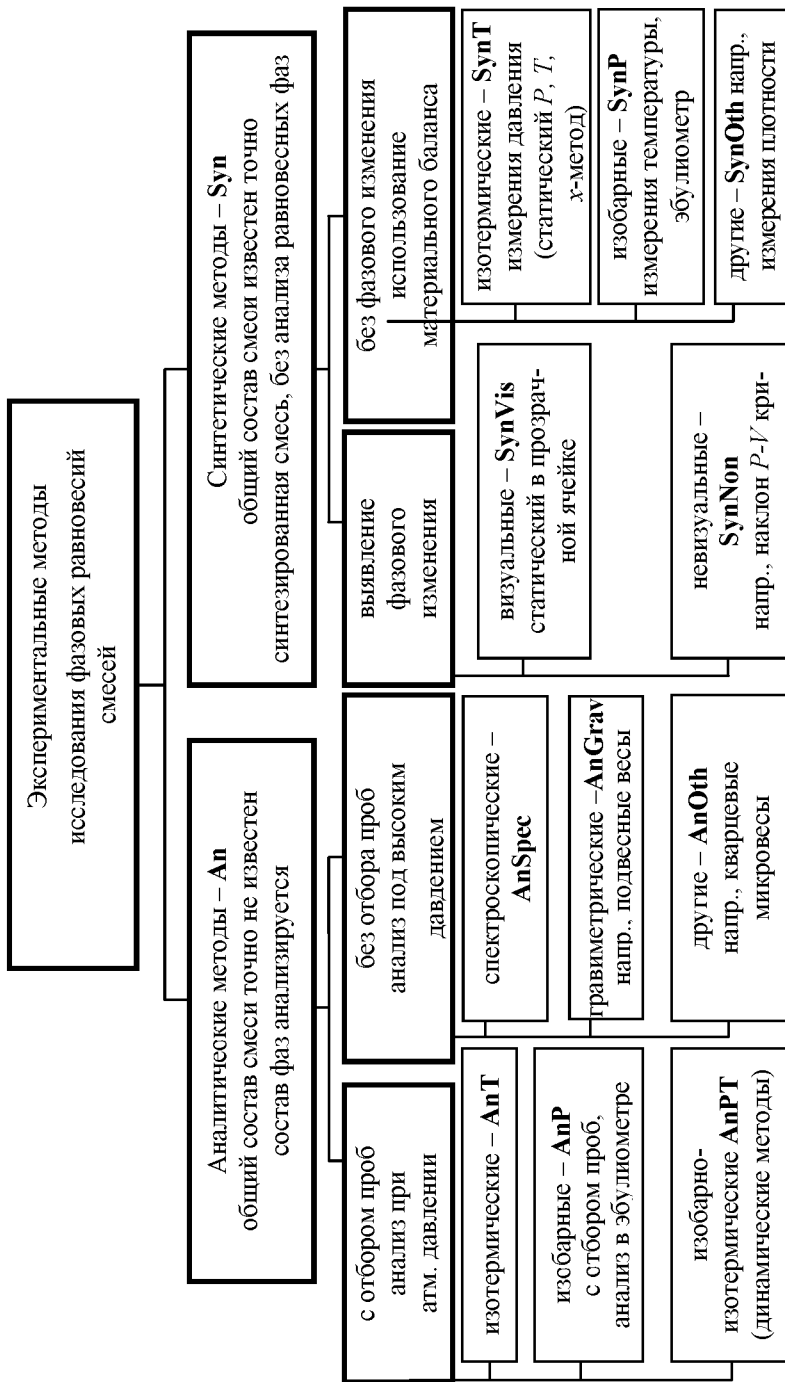 Экспериментальные методы
исследования фазовых равновесий
смесей
Аналитические методы – An
общий состав смеси точно не известен
состав фаз анализируется
Синтетические методы – Syn
общий состав смеси известен точно
синтезированная смесь, без анализа равновесных фаз
с отбором проб
анализ при
атм. давлении
без отбора проб
анализ под высоким
давлением
выявление
фазового
изменения
без фазового изменения
использование
материального баланса
изотермические – AnT
изобарные – AnP
с отбором проб,
анализ в эбулиометре
изобарно-
изотермические AnPT
(динамические методы)
спектроскопические –
AnSpec
гравиметрические –AnGrav
напр., подвесные весы
другие – AnOth
напр., кварцевые
микровесы
визуальные – SynVis
статический в прозрач-
ной ячейке
невизуальные –
SynNon
напр., наклон P-V кри-
изотермические – SynT
измерения давления
(статический P, T,
x-метод)
изобарные – SynP
измерения температуры,
эбулиометр
другие – SynOth напр.,
измерения плотности